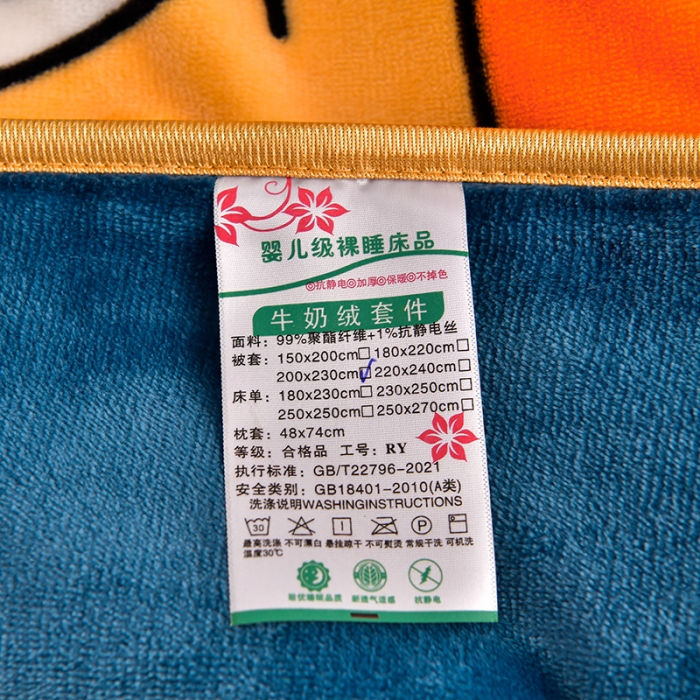 婴儿级裸睡床品
◎抗静电◎加厚◎保暖◎不掉色
牛奶绒套件
面料：99%聚酯纤维+1%抗静电丝
被套：150x200cm□ 180x220cm□
200x230cm☑ 220x240cm□
床单：180x230cm□ 230x250cm□
250x250cm□ 250x270cm□
枕套：48x74cm
等级：合格品 工号：RY
执行标准：GB/T22796-2021
安全类别：GB18401-2010(A类)
洗涤说明WASHINGINSTRUCTIONS
30 P
最高洗涤 不可漂白 悬挂晾干 不可熨烫 常规干洗 可机洗
温度30℃
抗静电